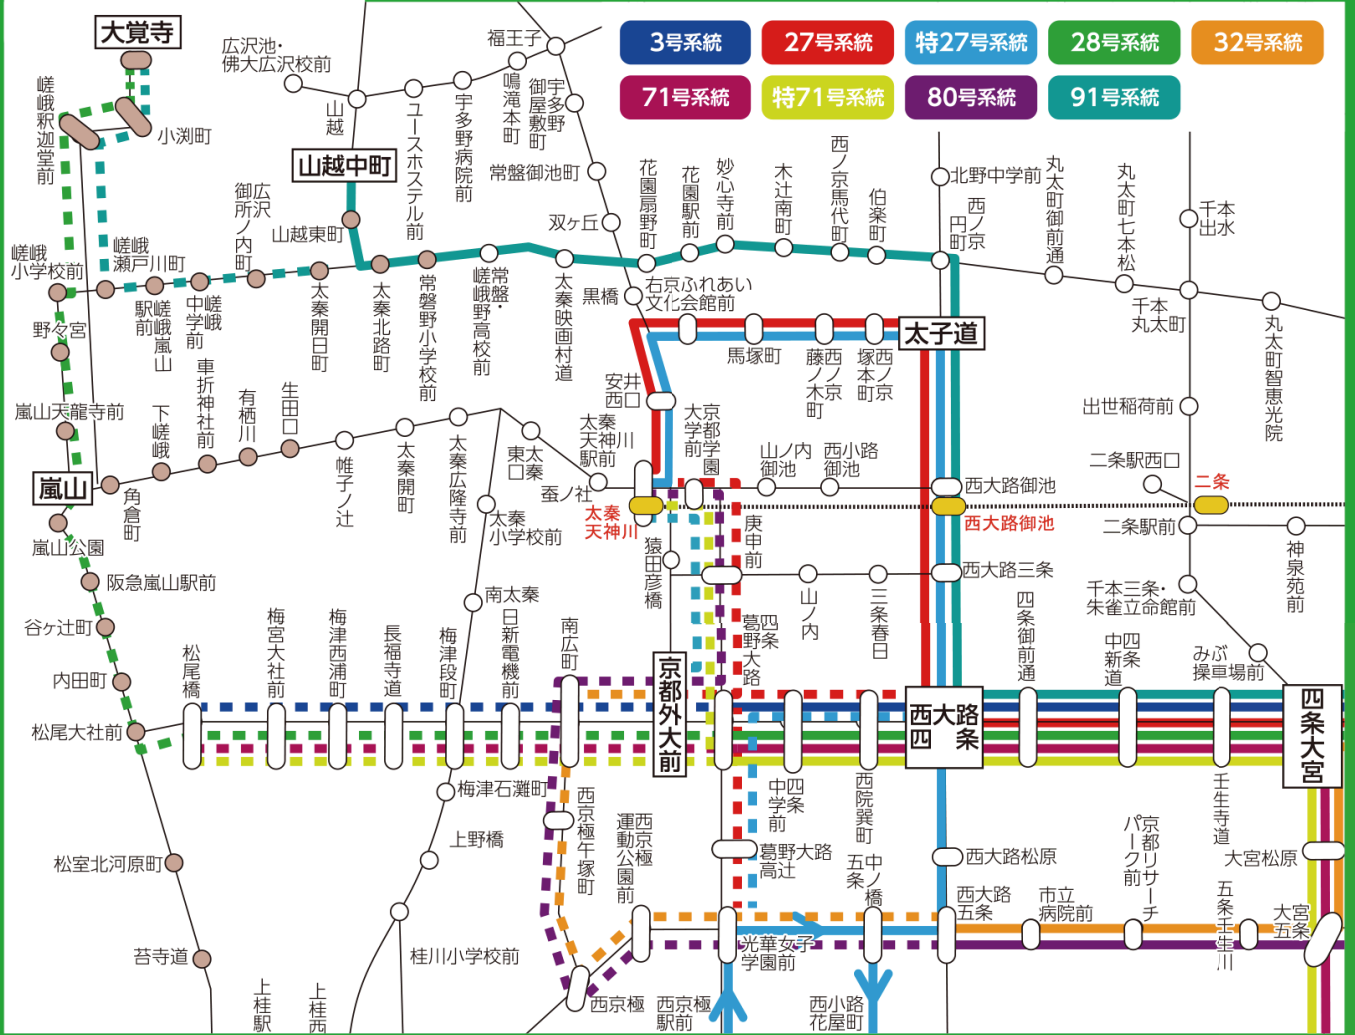 大覚寺
広沢池・
佛大広沢校前
福王子
3号系統
27号系統
特27号系統
28号系統
32号系統
71号系統
特71号系統
80号系統
91号系統
嵯峨釈迦堂前
小渕町
山越
ユースホステル前
宇多野病院前
鳴滝本町
宇多野
御屋敷町
山越中町
常盤御池町
花園扇野町
花園駅前
妙心寺前
木辻南町
西ノ京馬代町
伯楽町
北野中学前
西ノ京
円町
丸太町御前通
丸太町七本松
千本
出水
広沢
御所ノ内町
山越東町
双ヶ丘
嵯峨
小学校前
嵯峨
瀬戸川町
嵯峨嵐山
駅前
嵯峨
中学前
太秦開日町
太秦北路町
常磐野小学校前
常盤・
嵯峨野高校前
太秦映画村道
黒橋
右京ふれあい
文化会館前
千本
丸太町
丸太町智恵光院
野々宮
馬塚町
西ノ京
藤ノ木町
西ノ京
塚本町
太子道
嵐山天龍寺前
下嵯峨
車折神社前
有栖川
生田口
安井
西口
出世稲荷前
太秦
天神川
駅前
京都学園
大学前
山ノ内
御池
西小路
御池
西大路御池
二条駅西口
二条
嵐山
角倉町
帷子ノ辻
太秦開町
太秦広隆寺前
東太秦
口
蚕ノ社
太秦
天神川
太秦
小学校前
庚申前
西大路御池
二条駅前
神泉苑前
嵐山公園
阪急嵐山駅前
猿田彦橋
山ノ内
三条春日
西大路三条
千本三条・
朱雀立命館前
南太秦
谷ヶ辻町
内田町
松尾橋
梅宮大社前
梅津西浦町
長福寺道
梅津段町
日新電機前
南広町
京都外大前
四条
葛野大路
四条御前通
四条
中新道
みぶ
操車場前
松尾大社前
西大路
四条
四条大宮
梅津石灘町
西京極午塚町
西京極
運動公園前
四条
中学前
西院巽町
壬生寺道
上野橋
葛野大路
高辻
中ノ橋
五条
西大路松原
京都リサーチ
パーク前
大宮松原
松室北河原町
西大路
五条
市立
病院前
五条壬生川
大宮
五条
苔寺道
桂川小学校前
光華女子
学園前
上桂駅
上桂西
西京極
西京極
駅前
西小路
花屋町